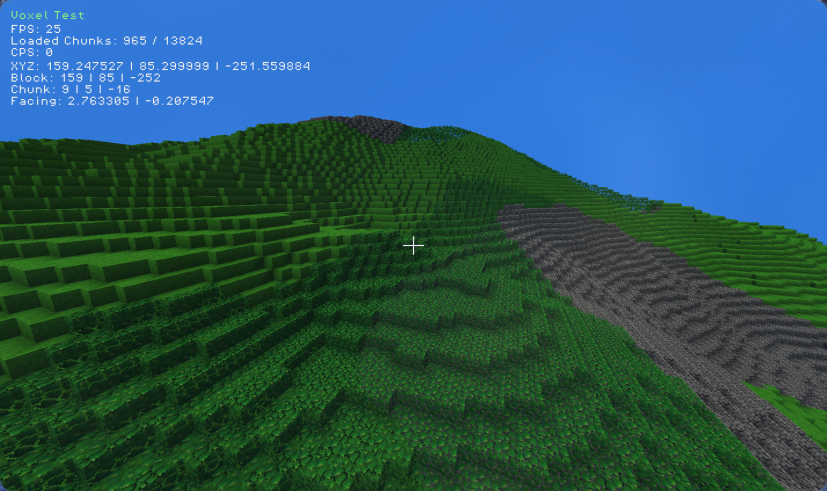 Voxel Test
FPS: 25
Loaded Chunks: 965 / 13824
CPS: 0
XYZ: 159.247527 | 85.299999 | -251.559884
Block: 159 | 85 | -252
Chunk: 9 | 5 | -16
Facing: 2.763305 | -0.207547